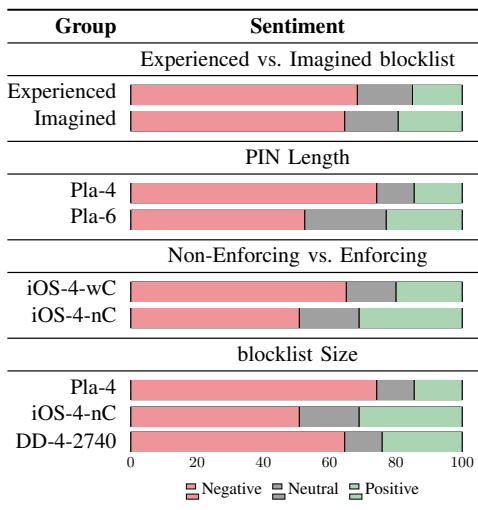 Group Sentiment
Experienced vs. Imagined blocklist
Experienced
Imagined
PIN Length
Pla-4
Pla-6
Non-Enforcing vs. Enforcing
iOS-4-wC
iOS-4-nC
blocklist Size
Pla-4
iOS-4-nC
DD-4-2740
0 20 40 60 80 100
Negative Neutral Positive